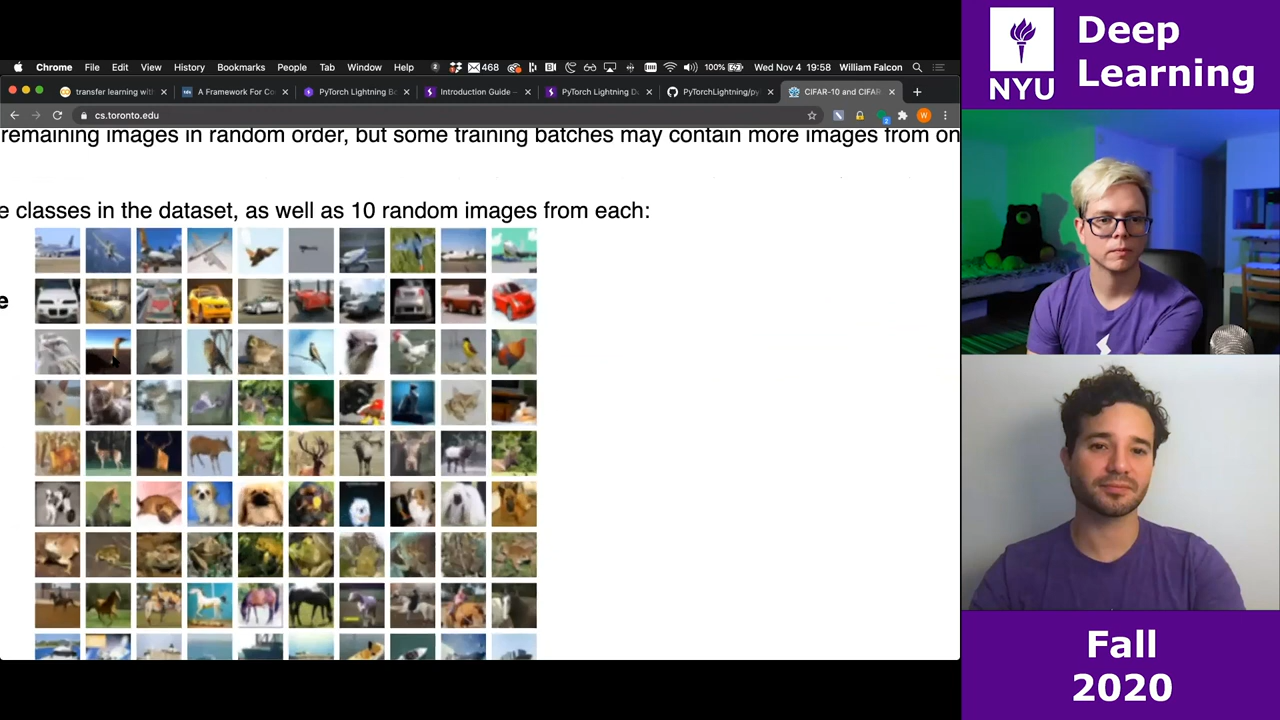 Chrome File Edit View History Bookmarks People Tab Window Help 468 100% Wed Nov 4 19:58 William Falcon
transfer learning with
A Framework For Co
PyTorch Lightning Bo
Introduction Guide —
PyTorch Lightning D
PyTorchLightning/py
CIFAR-10 and CIFAR
cs.toronto.edu
W
remaining images in random order, but some training batches may contain more images from on
e classes in the dataset, as well as 10 random images from each:
e
NYU
Deep
Learning
Fall
2020